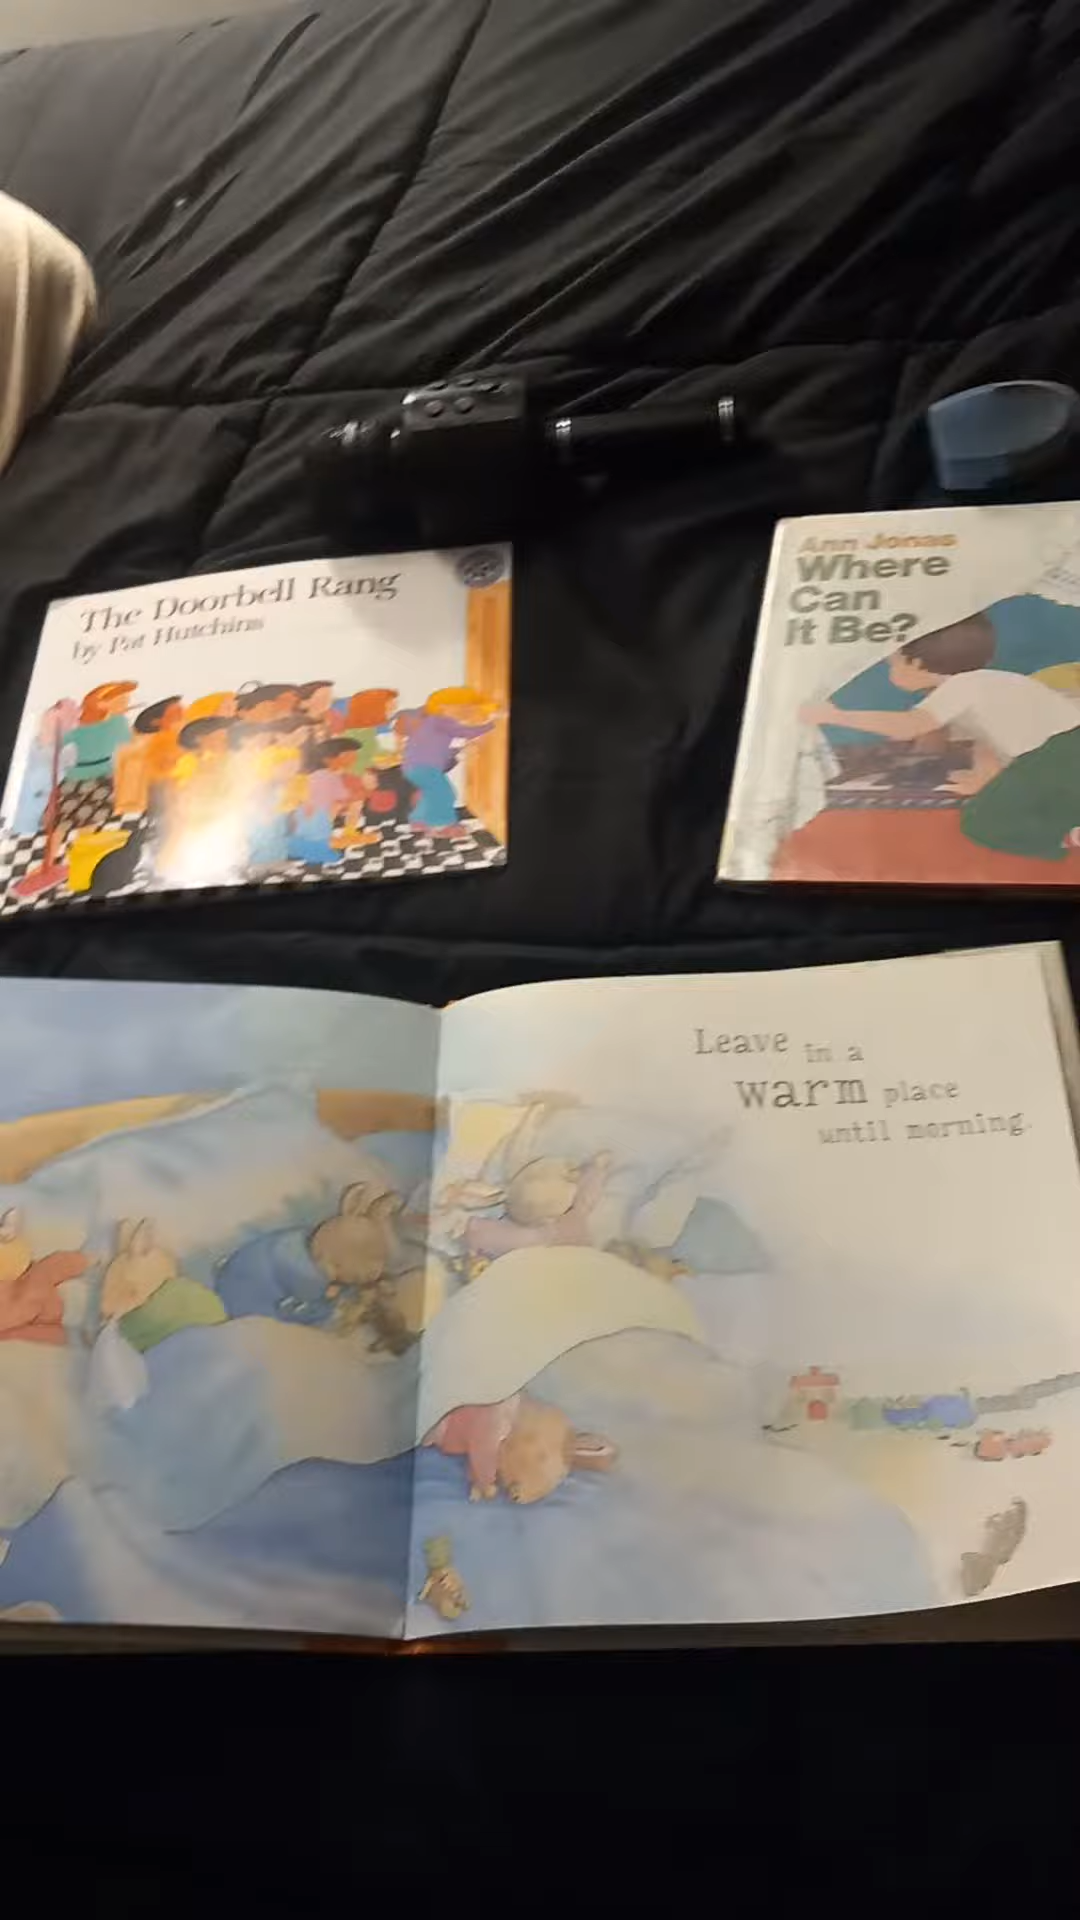 The Doorbell Rang
by Pat Hutchins
Ann Jonas
Where
Can
It Be?
Leave in a
warm place
until morning.